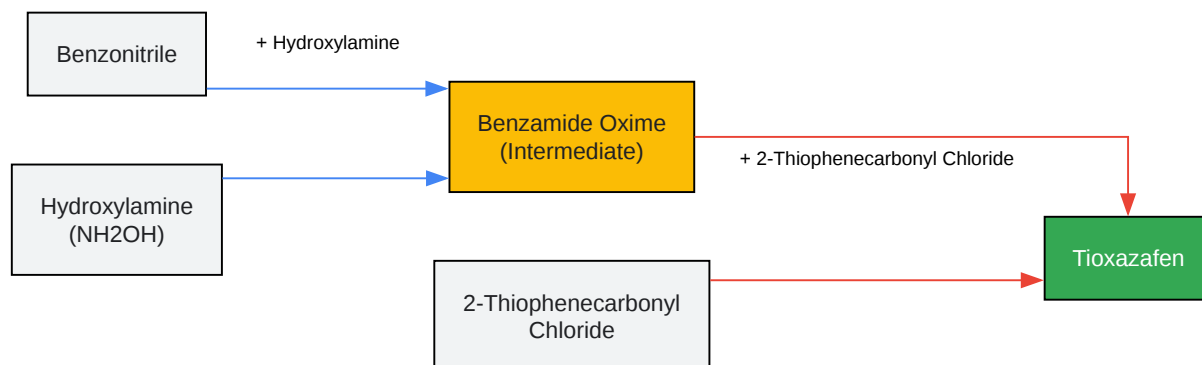 Benzonitrile
+ Hydroxylamine
Benzamide Oxime
(Intermediate)
+ 2-Thiophenecarbonyl Chloride
Hydroxylamine
(NH2OH)
Tioxazafen
2-Thiophenecarbonyl
Chloride